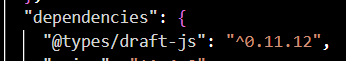 "dependencies": {
"@types/draft-js": "^0.11.12",